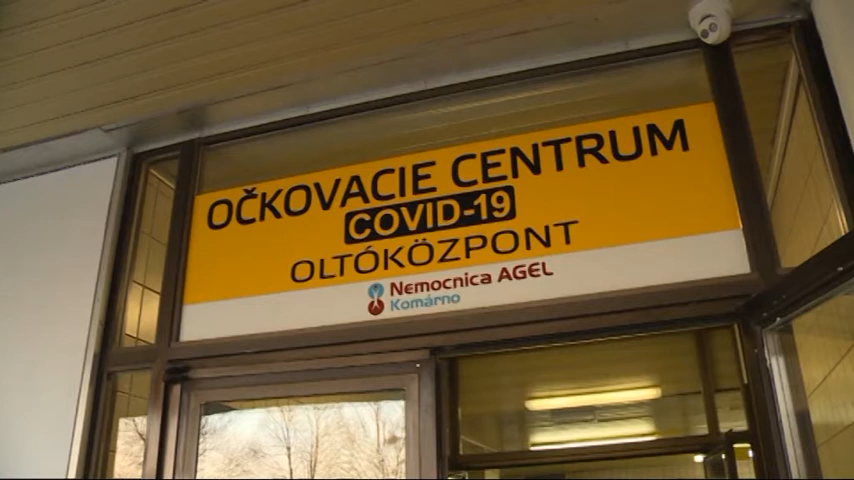 OČKOVACIE CENTRUM
COVID-19
OLTÓKÖZPONT
Nemocnica AGEL
Komárno